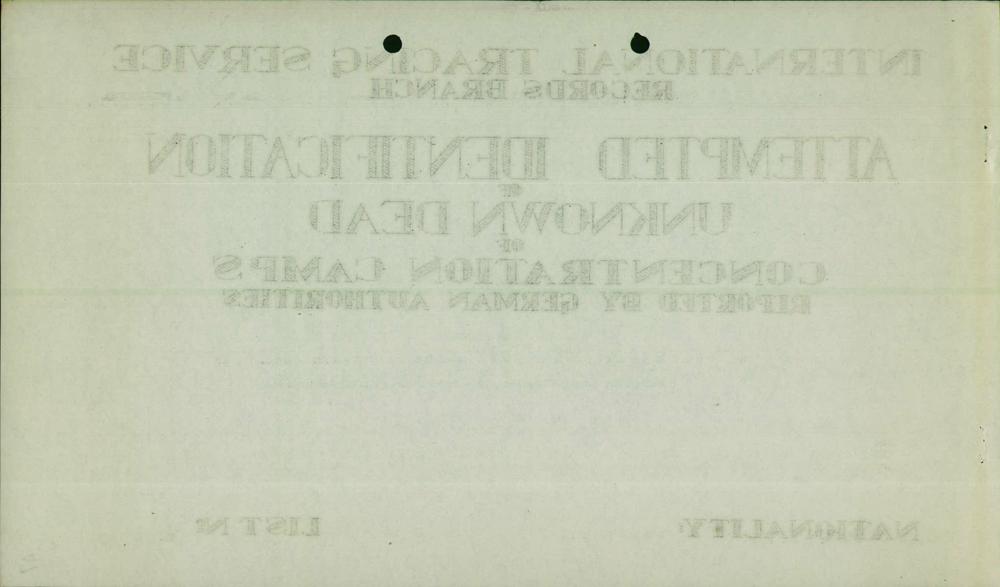 INTERNATIONAL TRACING SERVICE
RECORDS BRANCH
ATTEMPTED IDENTIFICATION
OF
UNKNOWN DEAD
OF
CONCENTRATION CAMPS
REPORTED BY GERMAN AUTHORITIES
NATIONALITY: LIST Nº